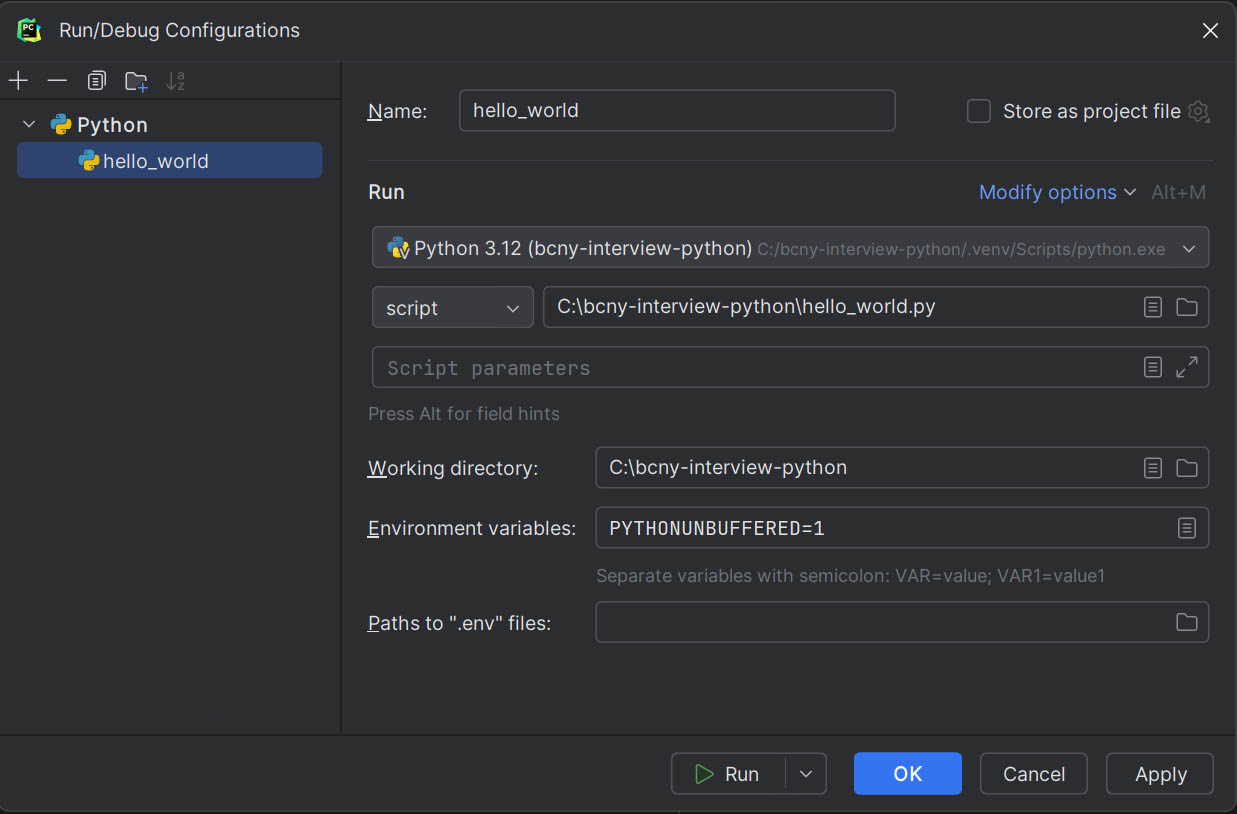 Run/Debug Configurations
Python
hello_world
Name: hello_world Store as project file
Run Modify options Alt+M
Python 3.12 (bcny-interview-python) C:/bcny-interview-python/.venv/Scripts/python.exe
script C:\bcny-interview-python\hello_world.py
Script parameters
Press Alt for field hints
Working directory: C:\bcny-interview-python
Environment variables: PYTHONUNBUFFERED=1
Separate variables with semicolon: VAR=value; VAR1=value1
Paths to ".env" files:
Run OK Cancel Apply